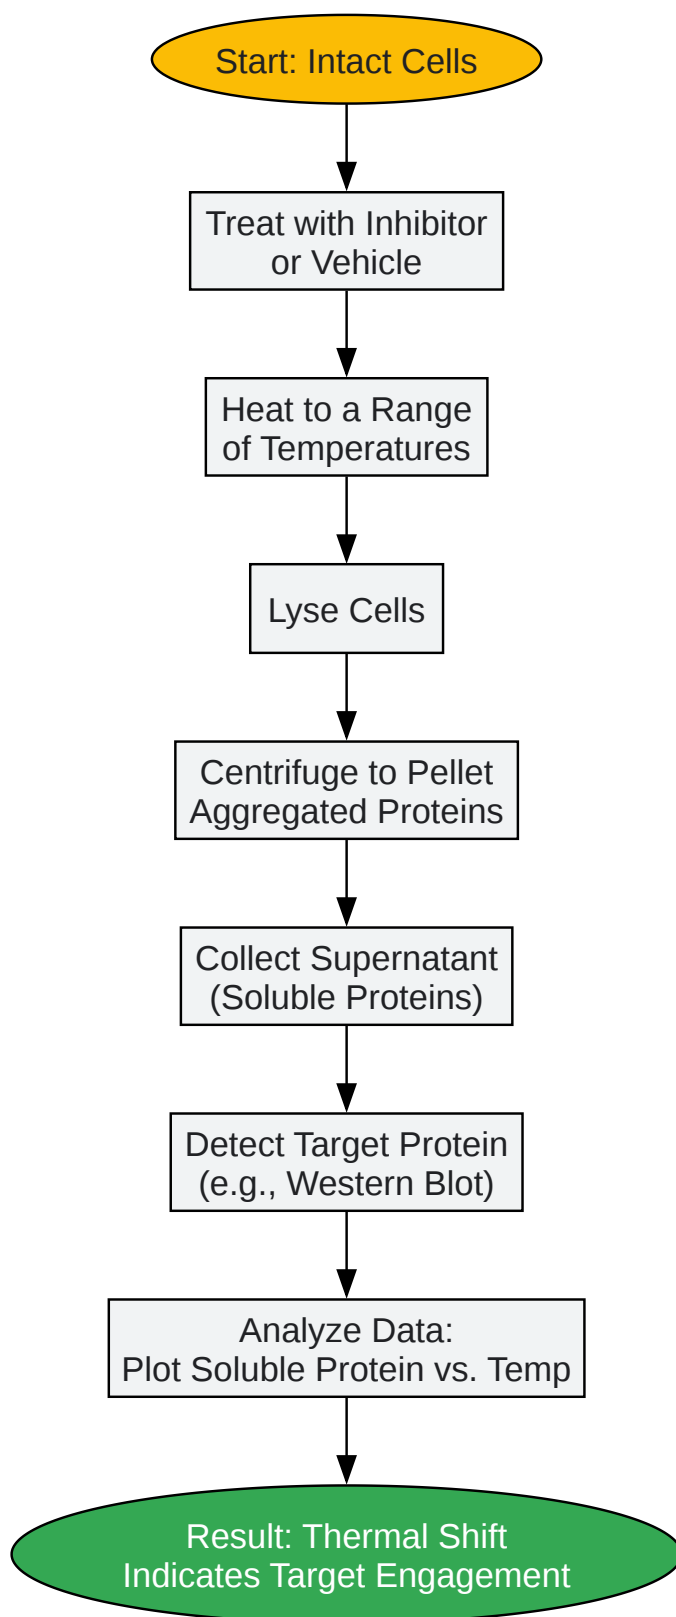 Start: Intact Cells
Treat with Inhibitor
or Vehicle
Heat to a Range
of Temperatures
Lyse Cells
Centrifuge to Pellet
Aggregated Proteins
Collect Supernatant
(Soluble Proteins)
Detect Target Protein
(e.g., Western Blot)
Analyze Data:
Plot Soluble Protein vs. Temp
Result: Thermal Shift
Indicates Target Engagement